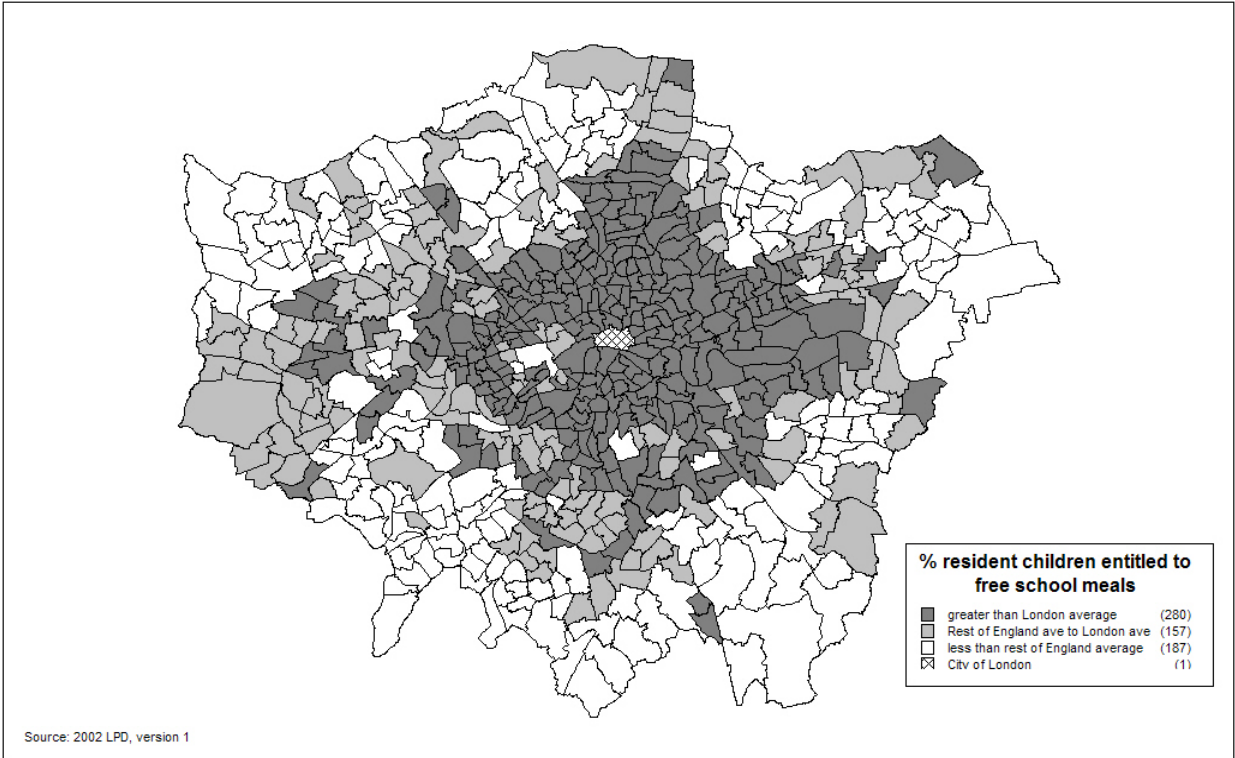 % resident children entitled to
free school meals
greater than London average (280)
Rest of England ave to London ave (157)
less than rest of England average (187)
City of London (1)
Source: 2002 LPD, version 1